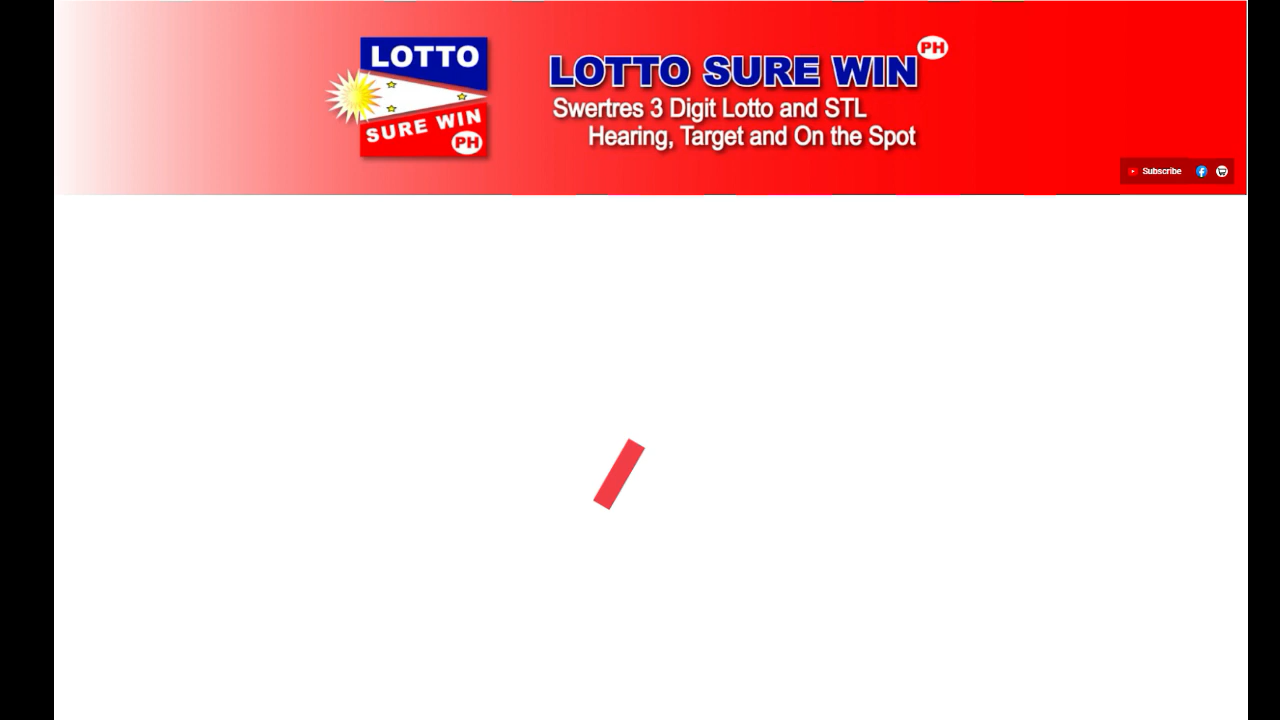 LOTTO
SURE WIN
PH
LOTTO SURE WIN PH
Swertres 3 Digit Lotto and STL
Hearing, Target and On the Spot
Subscribe